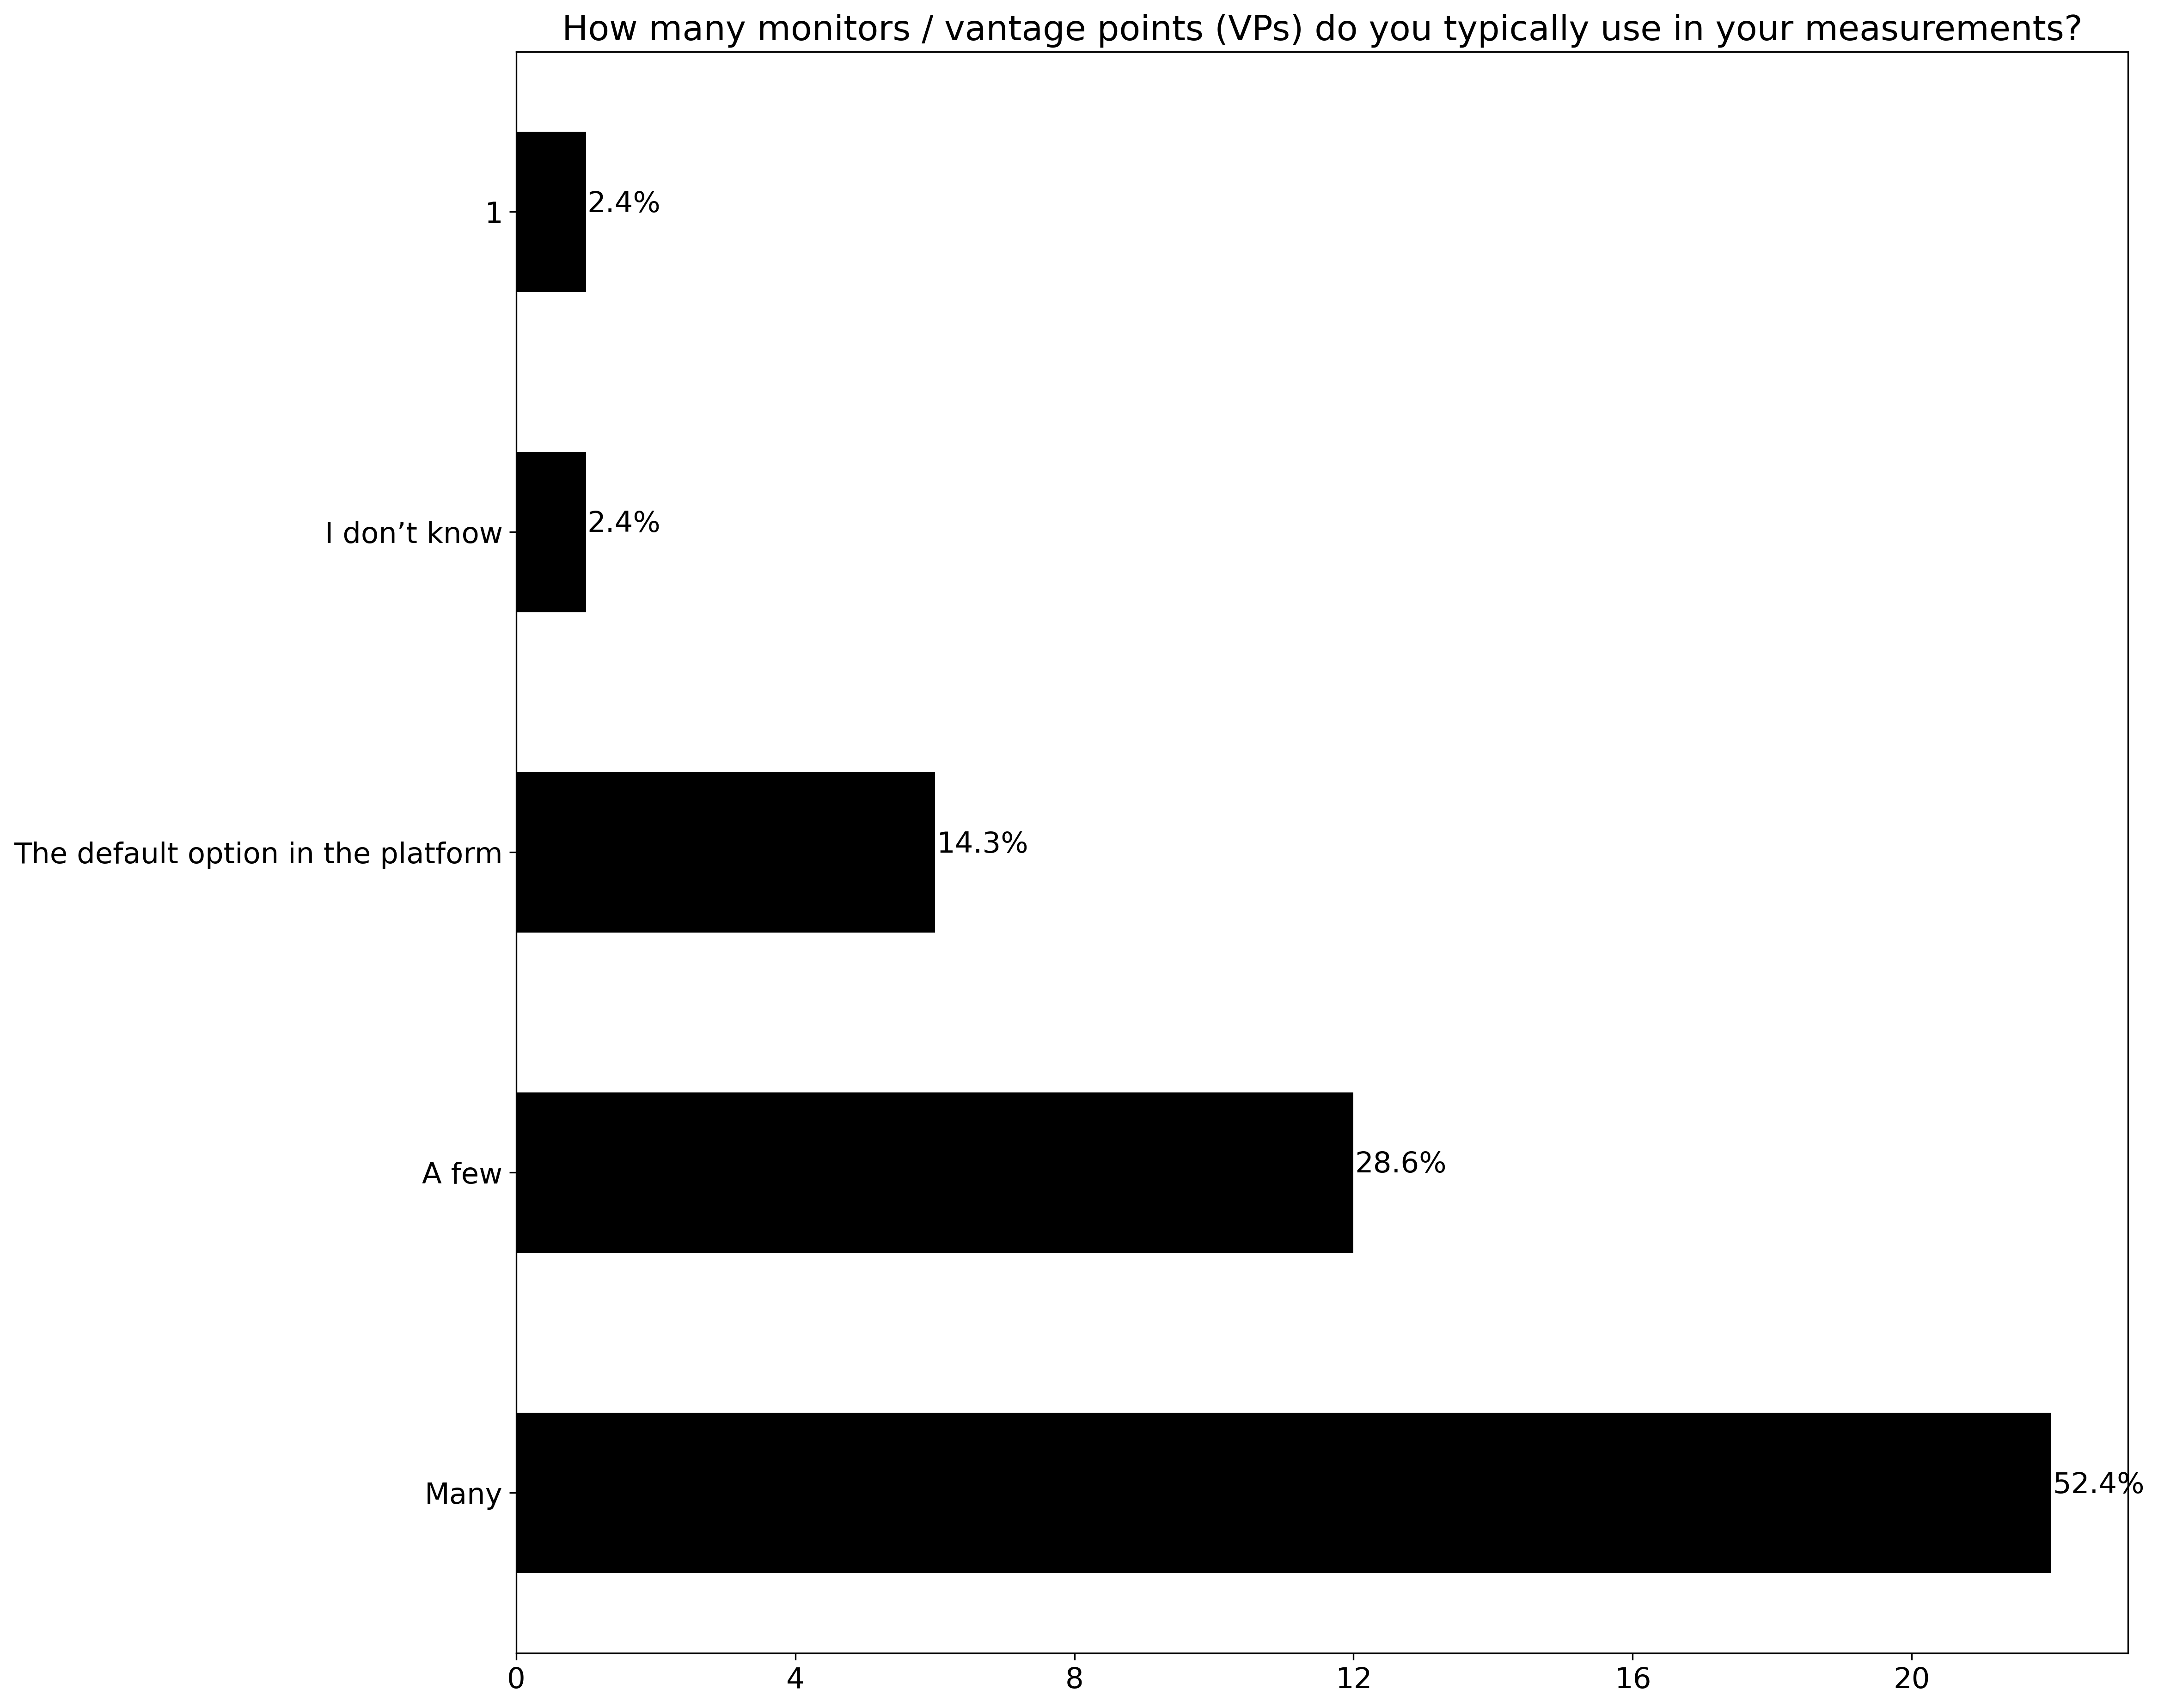 How many monitors / vantage points (VPs) do you typically use in your measurements?
1
2.4%
I don’t know
2.4%
The default option in the platform
14.3%
A few
28.6%
Many
52.4%
0 4 8 12 16 20